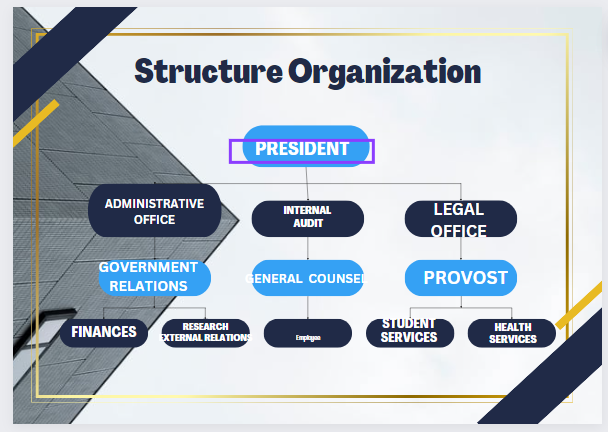 Structure Organization
PRESIDENT
ADMINISTRATIVE
OFFICE
INTERNAL
AUDIT
LEGAL
OFFICE
GOVERNMENT
RELATIONS
GENERAL COUNSEL
PROVOST
FINANCES
RESEARCH
EXTERNAL RELATIONS
Employee
STUDENT
SERVICES
HEALTH
SERVICES